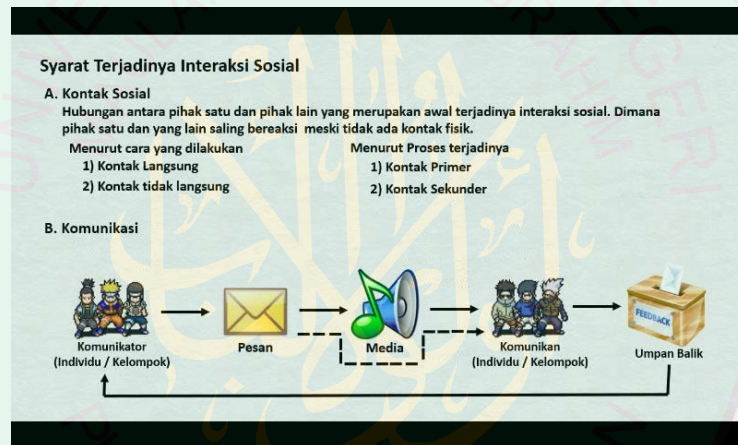 Syarat Terjadinya Interaksi Sosial
A. Kontak Sosial
Hubungan antara pihak satu dan pihak lain yang merupakan awal terjadinya interaksi sosial. Dimana
pihak satu dan yang lain saling bereaksi meski tidak ada kontak fisik.
Menurut cara yang dilakukan
1) Kontak Langsung
2) Kontak tidak langsung
Menurut Proses terjadinya
1) Kontak Primer
2) Kontak Sekunder
B. Komunikasi
Komunikator
(Individu / Kelompok)
Pesan
Media
Komunikan
(Individu / Kelompok)
FEEDBACK
Umpan Balik